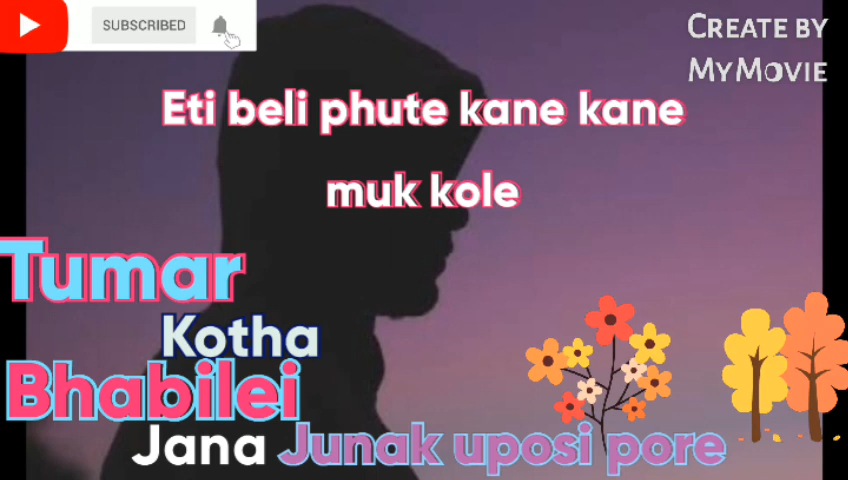 SUBSCRIBED
CREATE BY
MYMOVIE
Eti beli phute kane kane
muk kole
Tumar
Kotha
Bhabilei
Jana Junak uposi pore